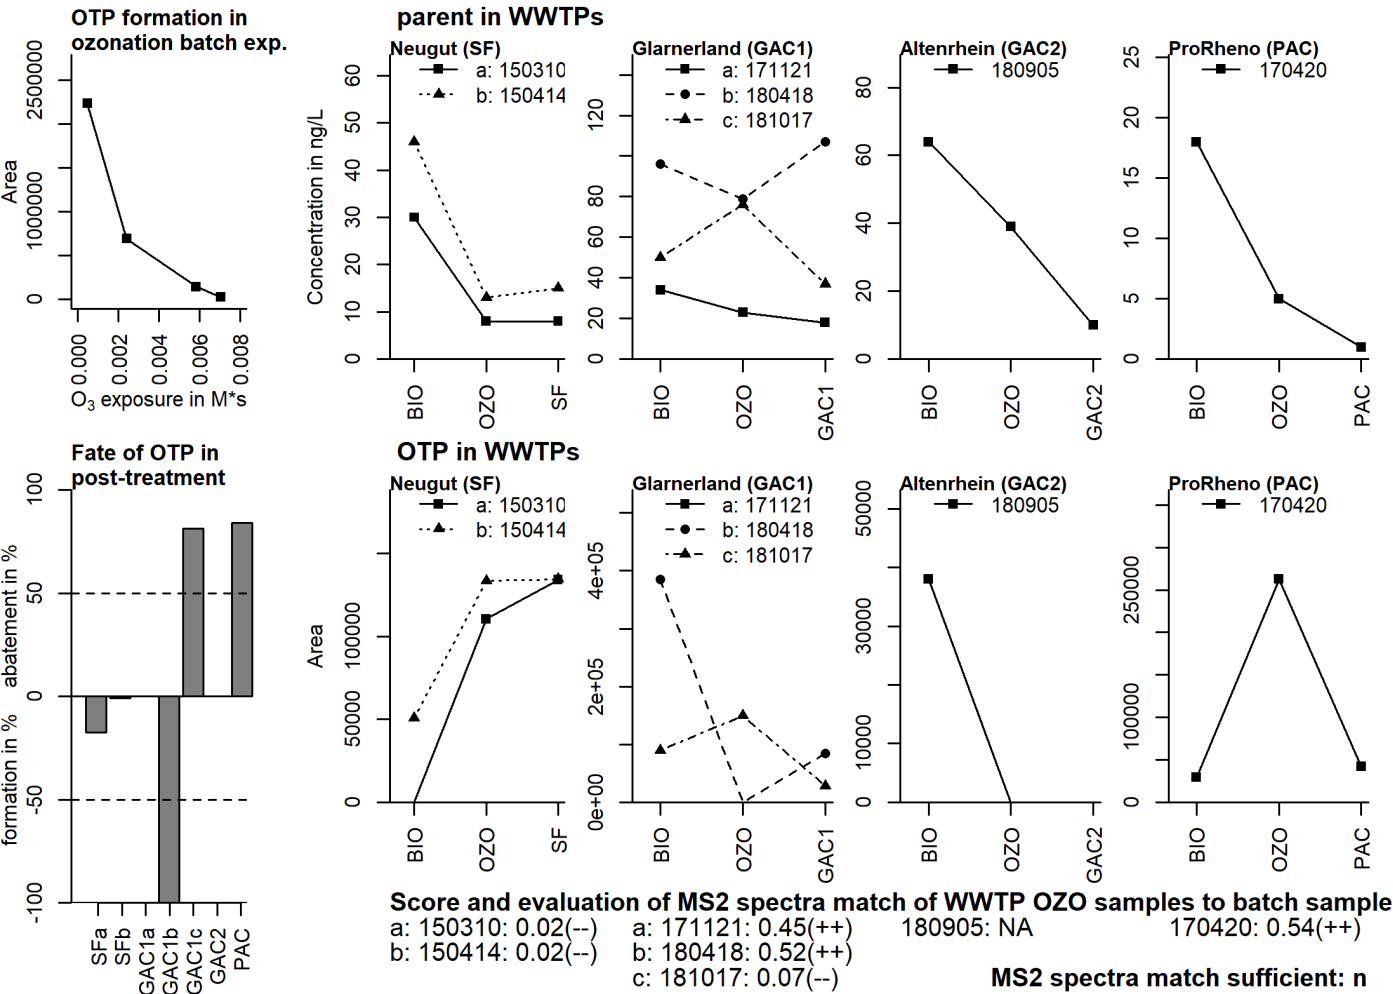 OTP formation in
ozonation batch exp.
Area
0
1000000
2500000
0.000
0.002
0.004
0.006
0.008
O3 exposure in M*s
parent in WWTPs
Concentration in ng/L
Neugut (SF)
a: 150310
b: 150414
0
10
20
30
40
50
60
BIO
OZO
SF
Glarnerland (GAC1)
a: 171121
b: 180418
c: 181017
0
20
40
60
80
120
BIO
OZO
GAC1
Altenrhein (GAC2)
180905
0
20
40
60
80
BIO
OZO
GAC2
ProRheno (PAC)
170420
0
5
10
15
20
25
BIO
OZO
PAC
Fate of OTP in
post-treatment
formation in %
abatement in %
-100
-50
0
50
100
SFa
SFb
GAC1a
GAC1b
GAC1c
GAC2
PAC
OTP in WWTPs
Area
Neugut (SF)
a: 150310
b: 150414
0
50000
100000
BIO
OZO
SF
Glarnerland (GAC1)
a: 171121
b: 180418
c: 181017
0e+00
2e+05
4e+05
BIO
OZO
GAC1
Altenrhein (GAC2)
180905
0
10000
30000
50000
BIO
OZO
GAC2
ProRheno (PAC)
170420
0
100000
250000
BIO
OZO
PAC
Score and evaluation of MS2 spectra match of WWTP OZO samples to batch sample
a: 150310: 0.02(--)
b: 150414: 0.02(--)
a: 171121: 0.45(++)
b: 180418: 0.52(++)
c: 181017: 0.07(--)
180905: NA
170420: 0.54(++)
MS2 spectra match sufficient: n